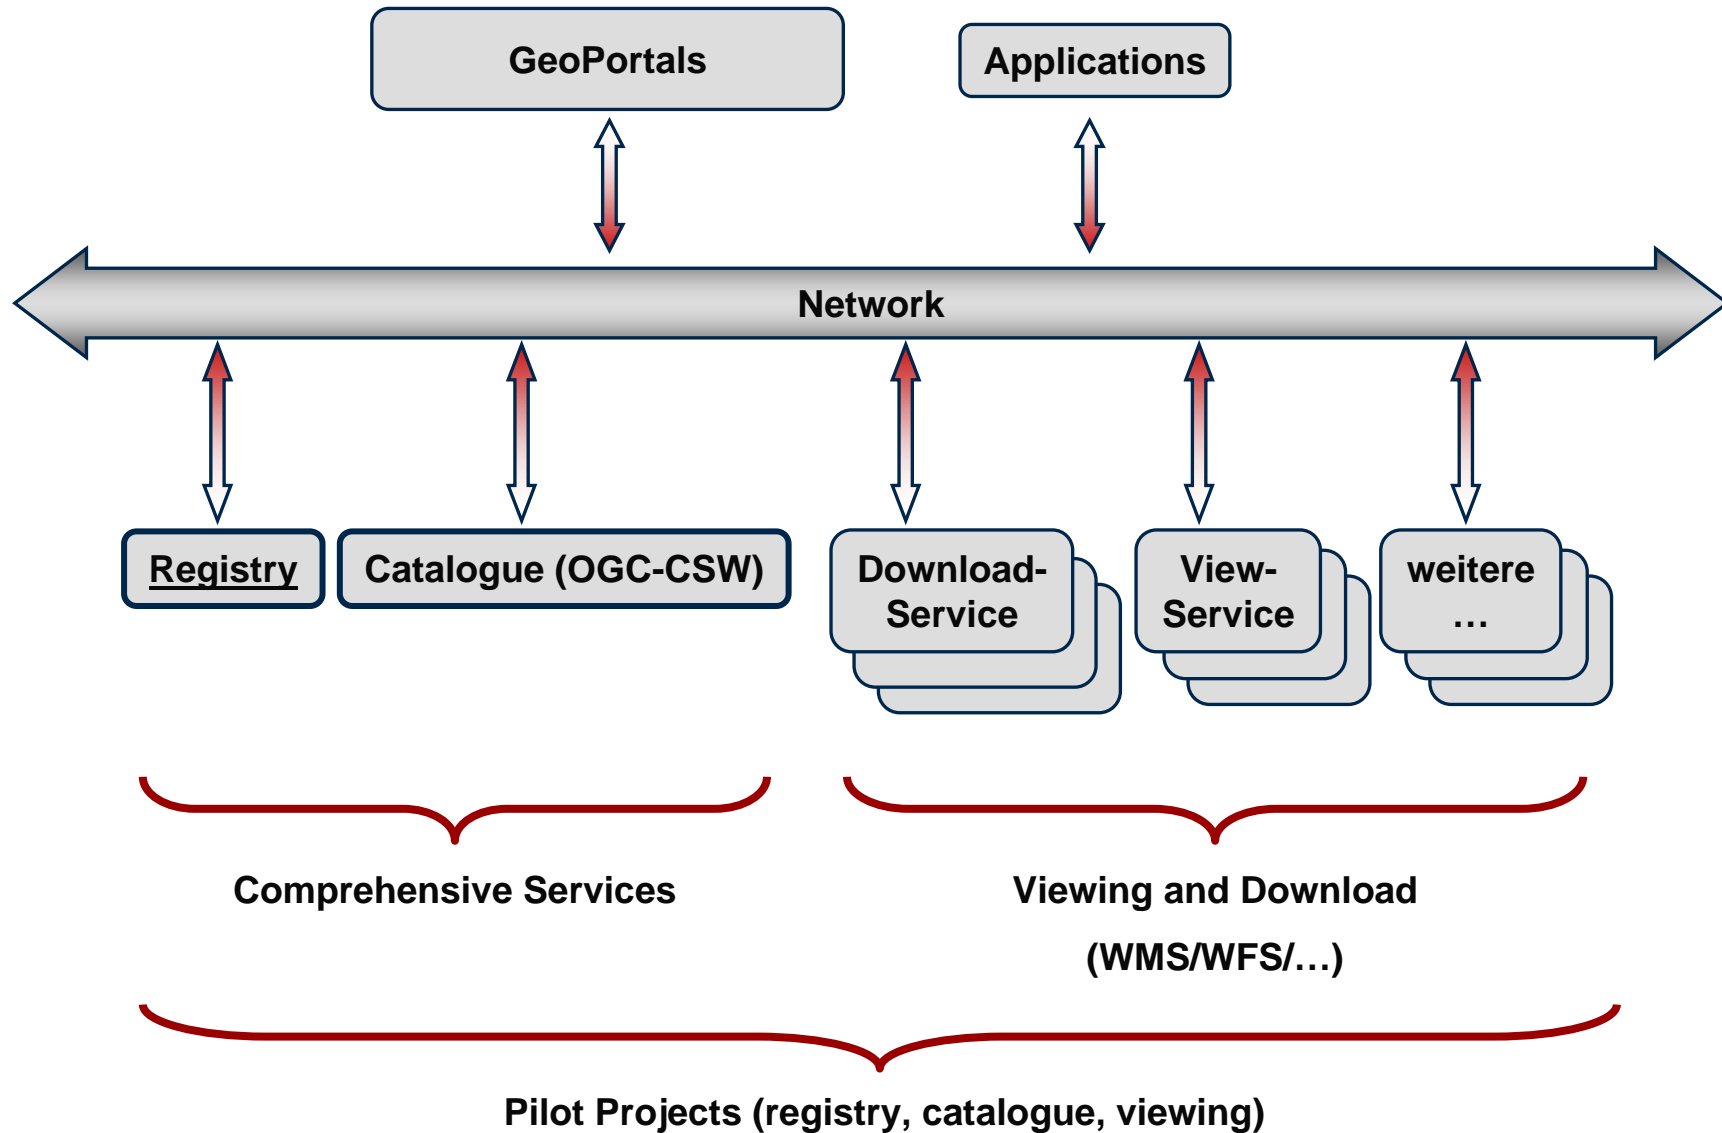 GeoPortals
Applications
Network
Registry
Catalogue (OGC-CSW)
Download-
Service
View-
Service
weitere
…
Comprehensive Services
Viewing and Download
(WMS/WFS/…)
Pilot Projects (registry, catalogue, viewing)